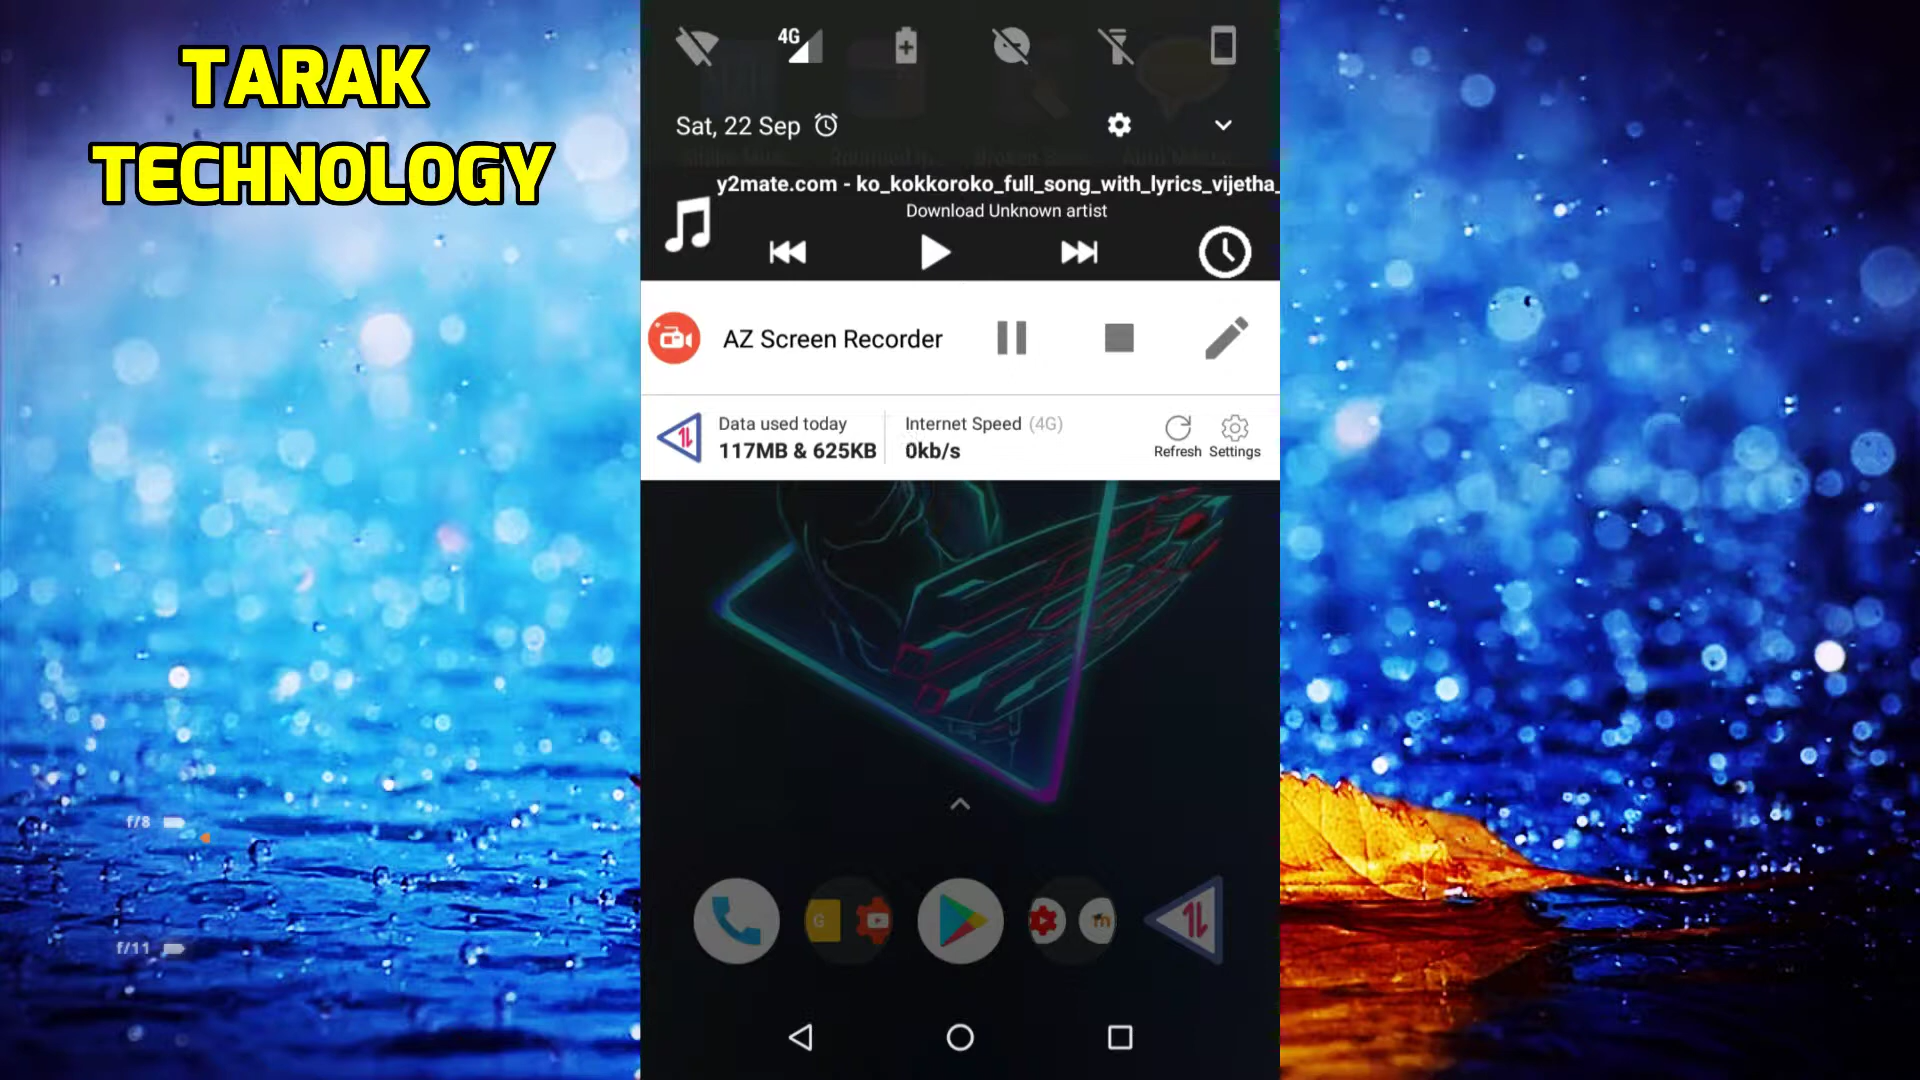 TARAK
TECHNOLOGY
4G
Sat, 22 Sep
y2mate.com - ko_kokkoroko_full_song_with_lyrics_vijetha_
Download Unknown artist
AZ Screen Recorder
Data used today
117MB & 625KB
Internet Speed (4G)
0kb/s
Refresh
Settings
f/8
f/11
G
m